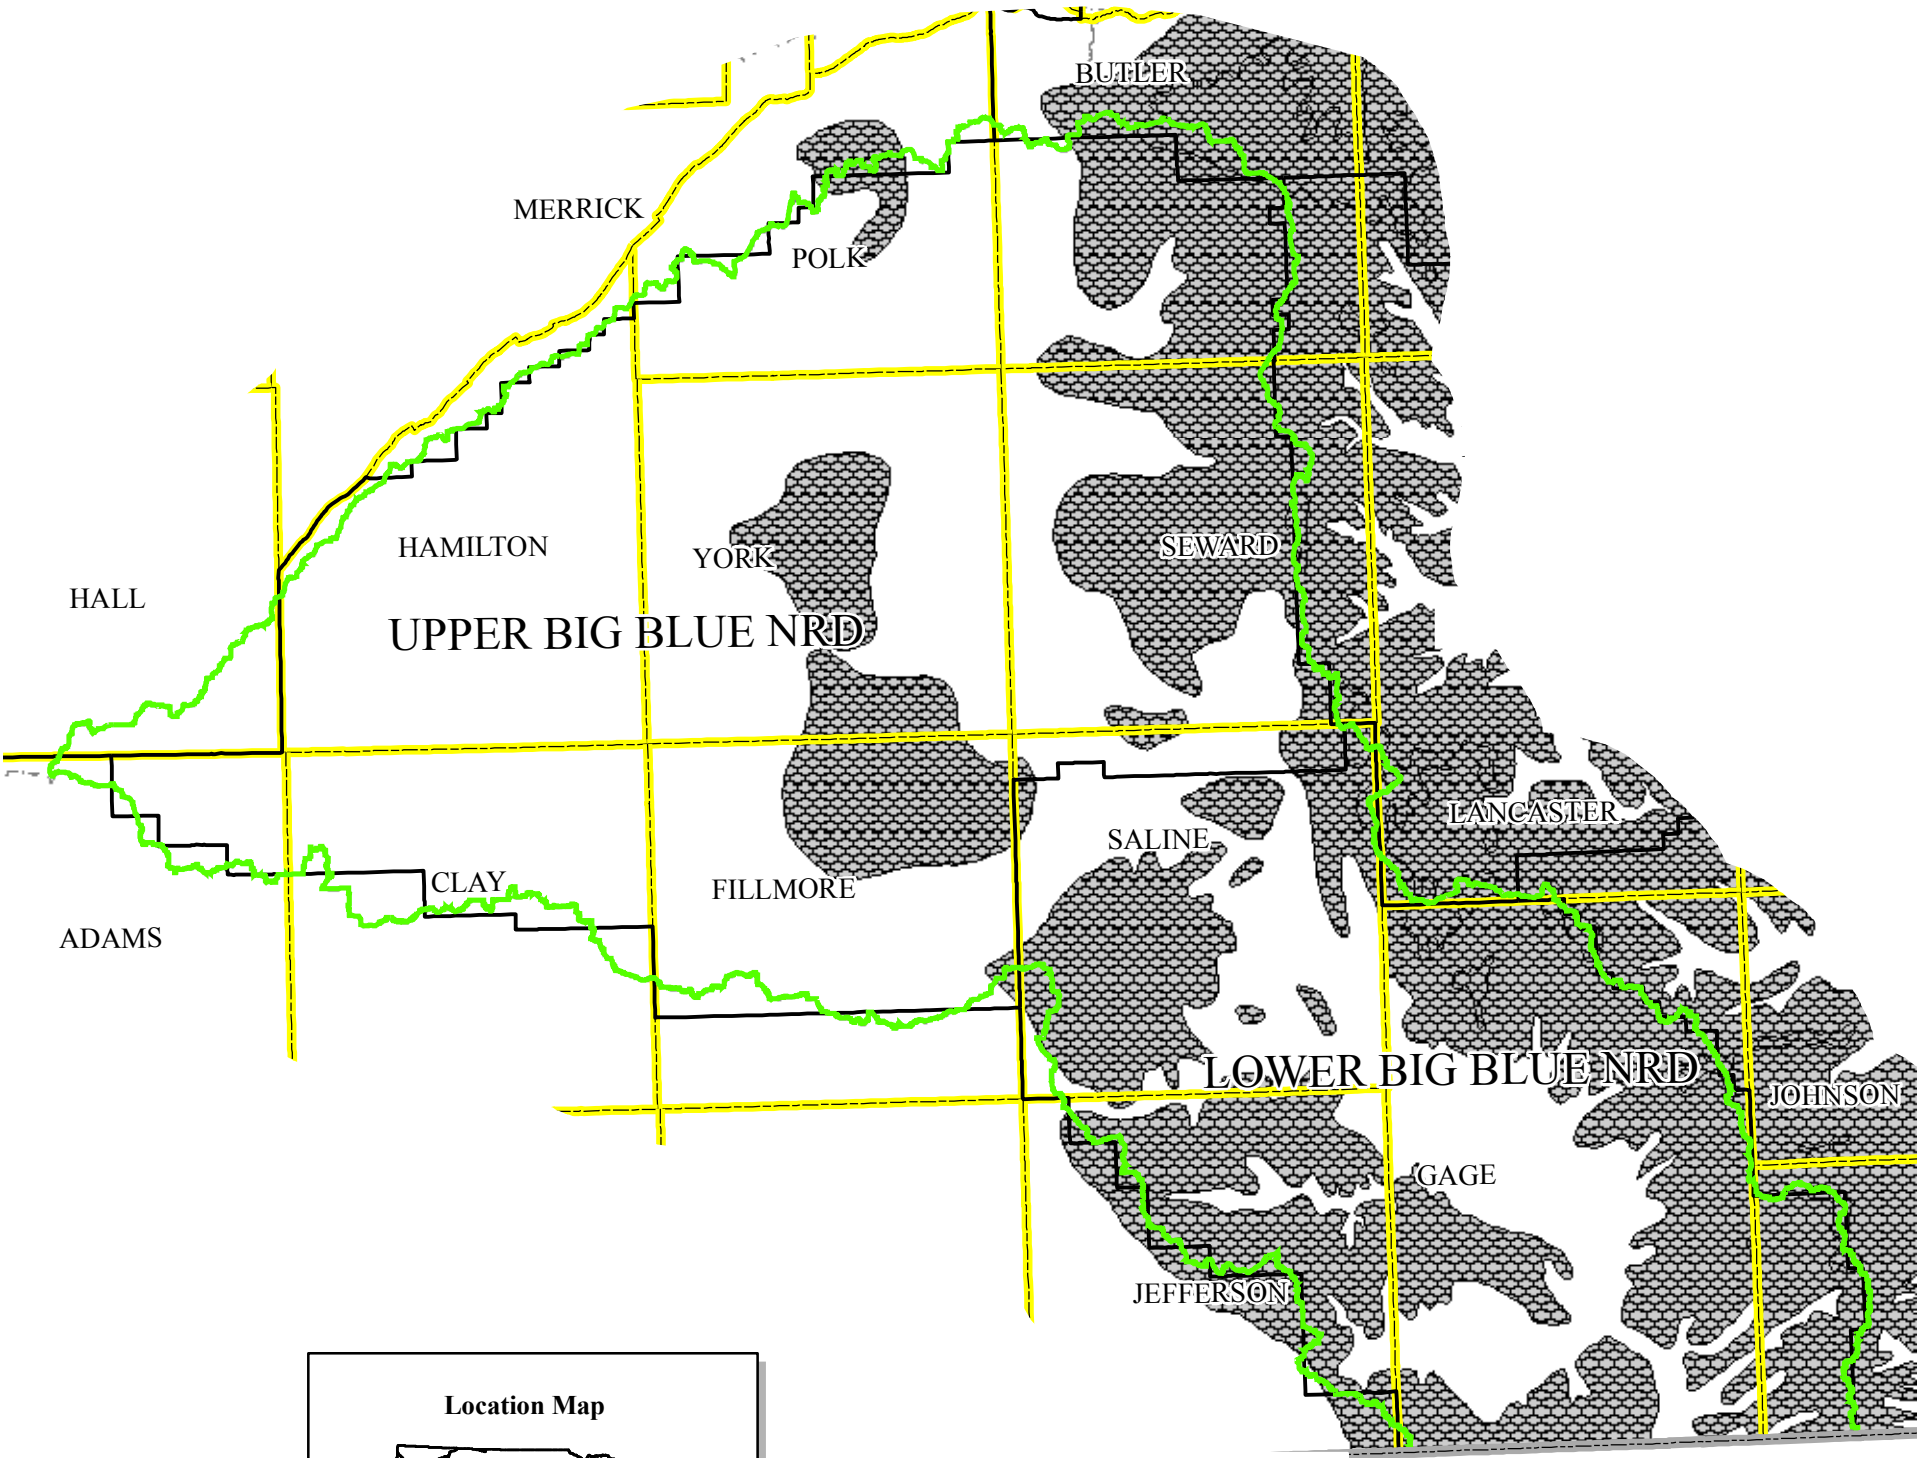 BUTLER
MERRICK
POLK
HAMILTON
YORK
SEWARD
HALL
UPPER BIG BLUE NRD
LANCASTER
SALINE
CLAY
FILLMORE
ADAMS
LOWER BIG BLUE NRD
JOHNSON
GAGE
JEFFERSON
Location Map